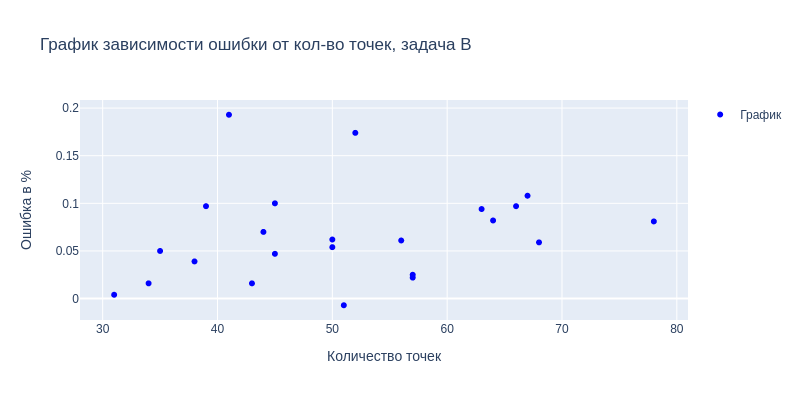 График зависимости ошибки от кол-во точек, задача B
График
0.2
0.15
0.1
0.05
0
Ошибка в %
30 40 50 60 70 80
Количество точек